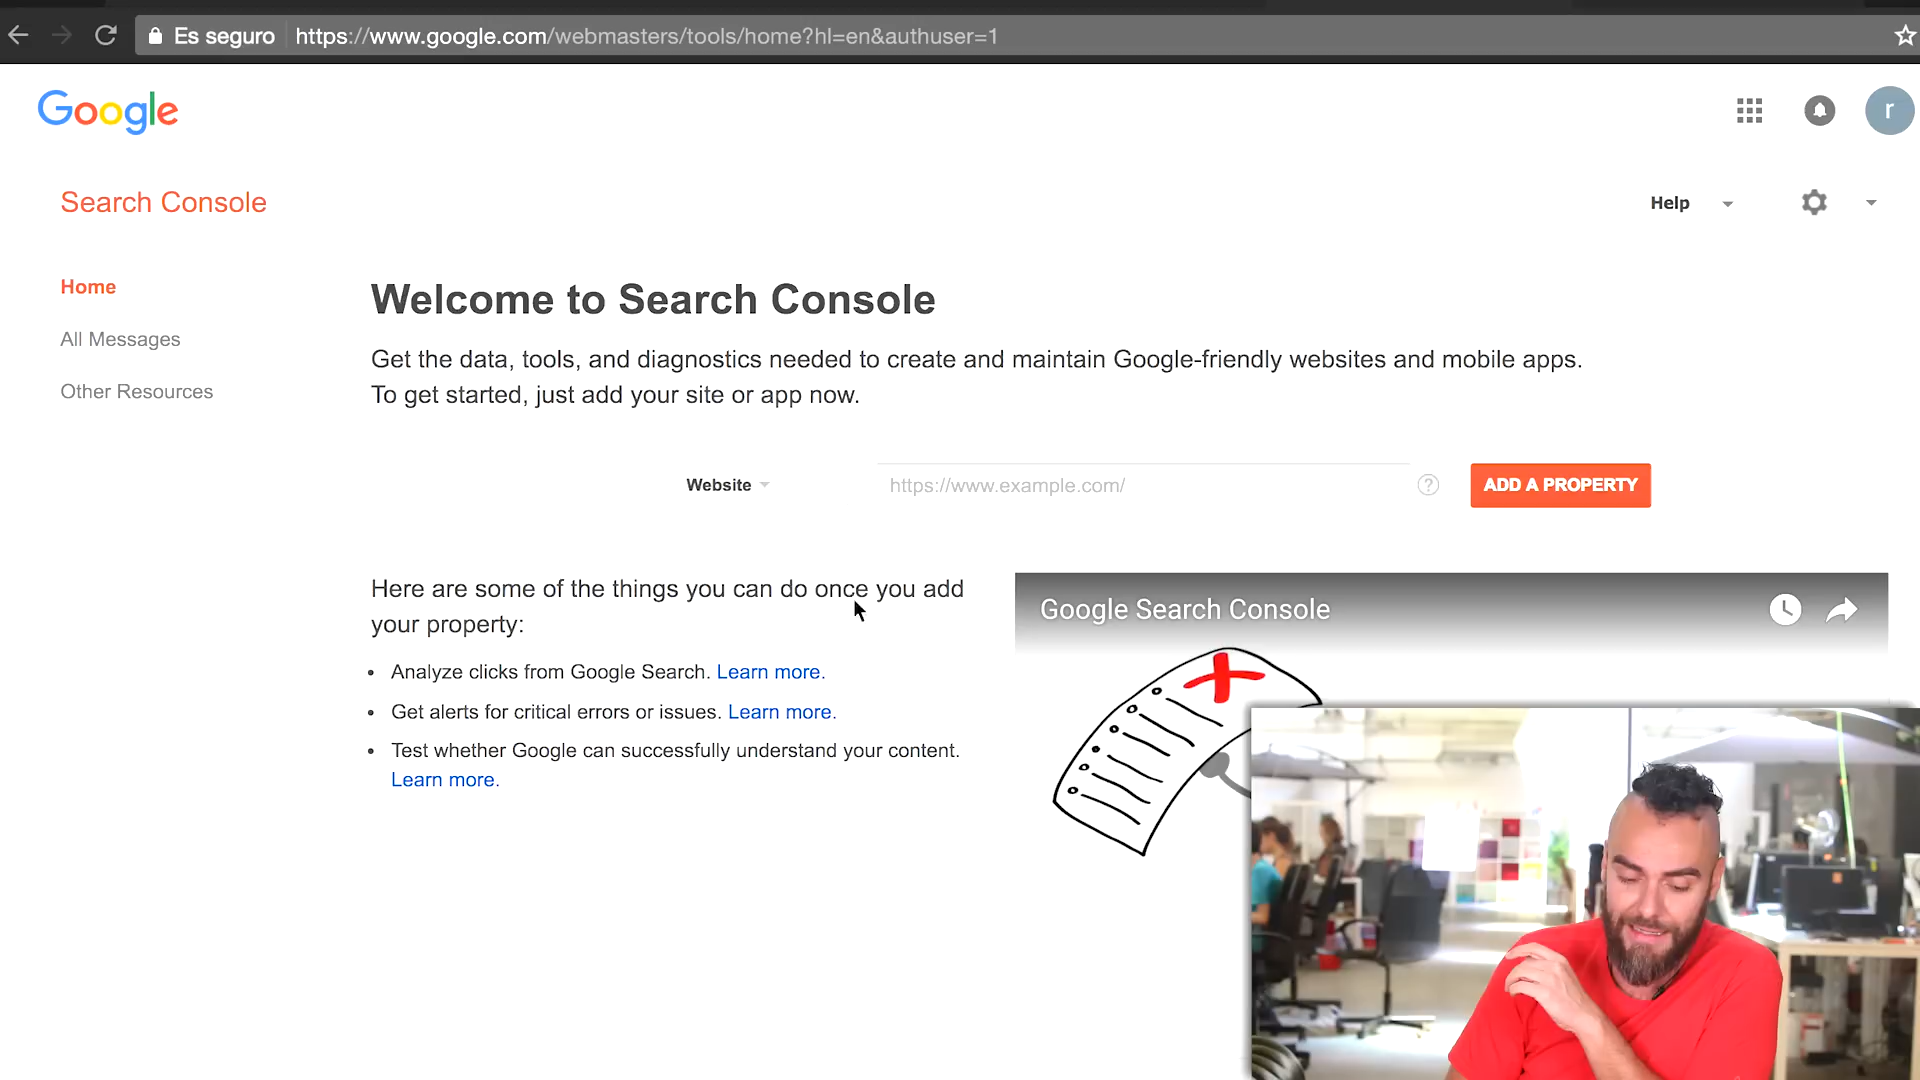 Es seguro
https://www.google.com/webmasters/tools/home?hl=en&authuser=1
Google
r
Search Console
Help
Home
All Messages
Other Resources
Welcome to Search Console
Get the data, tools, and diagnostics needed to create and maintain Google-friendly websites and mobile apps.
To get started, just add your site or app now.
Website
https://www.example.com/
?
ADD A PROPERTY
Here are some of the things you can do once you add
your property:
Analyze clicks from Google Search. Learn more.
Get alerts for critical errors or issues. Learn more.
Test whether Google can successfully understand your content.
Learn more.
Google Search Console